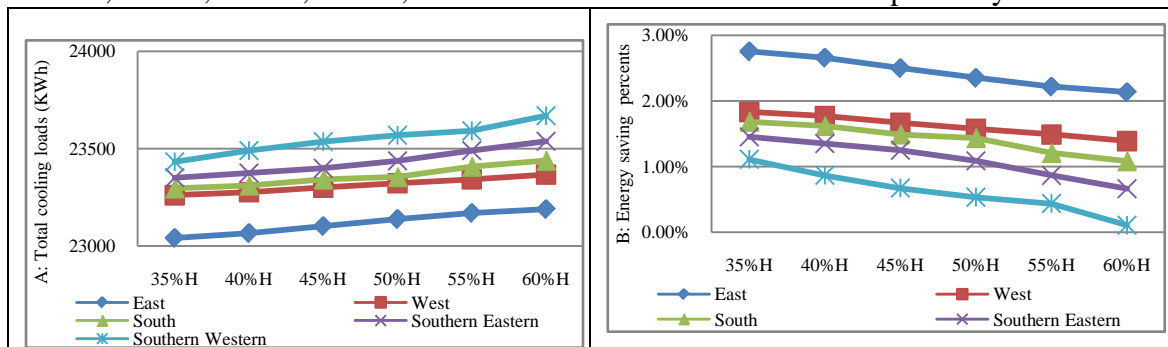 A: Total cooling loads (KWh)
24000
23500
23000
35%H 40%H 45%H 50%H 55%H 60%H
East West
South Southern Eastern
Southern Western
B: Energy saving percents
3.00%
2.00%
1.00%
0.00%
35%H 40%H 45%H 50%H 55%H 60%H
East West
South Southern Eastern
Southern Western